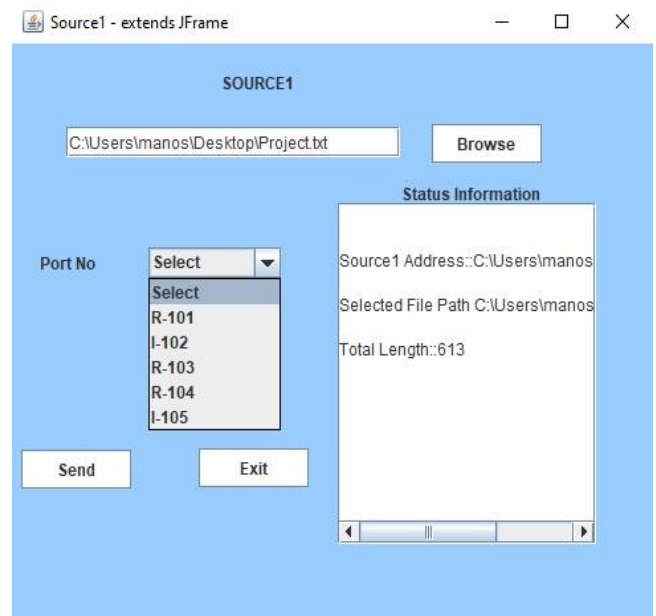 Source1 - extends JFrame
SOURCE1
C:\Users\manos\Desktop\Project.txt
Browse
Status Information
Source1 Address::C:\Users\manos
Selected File Path C:\Users\manos
Total Length::613
Port No
Select
Select
R-101
I-102
R-103
R-104
I-105
Send
Exit